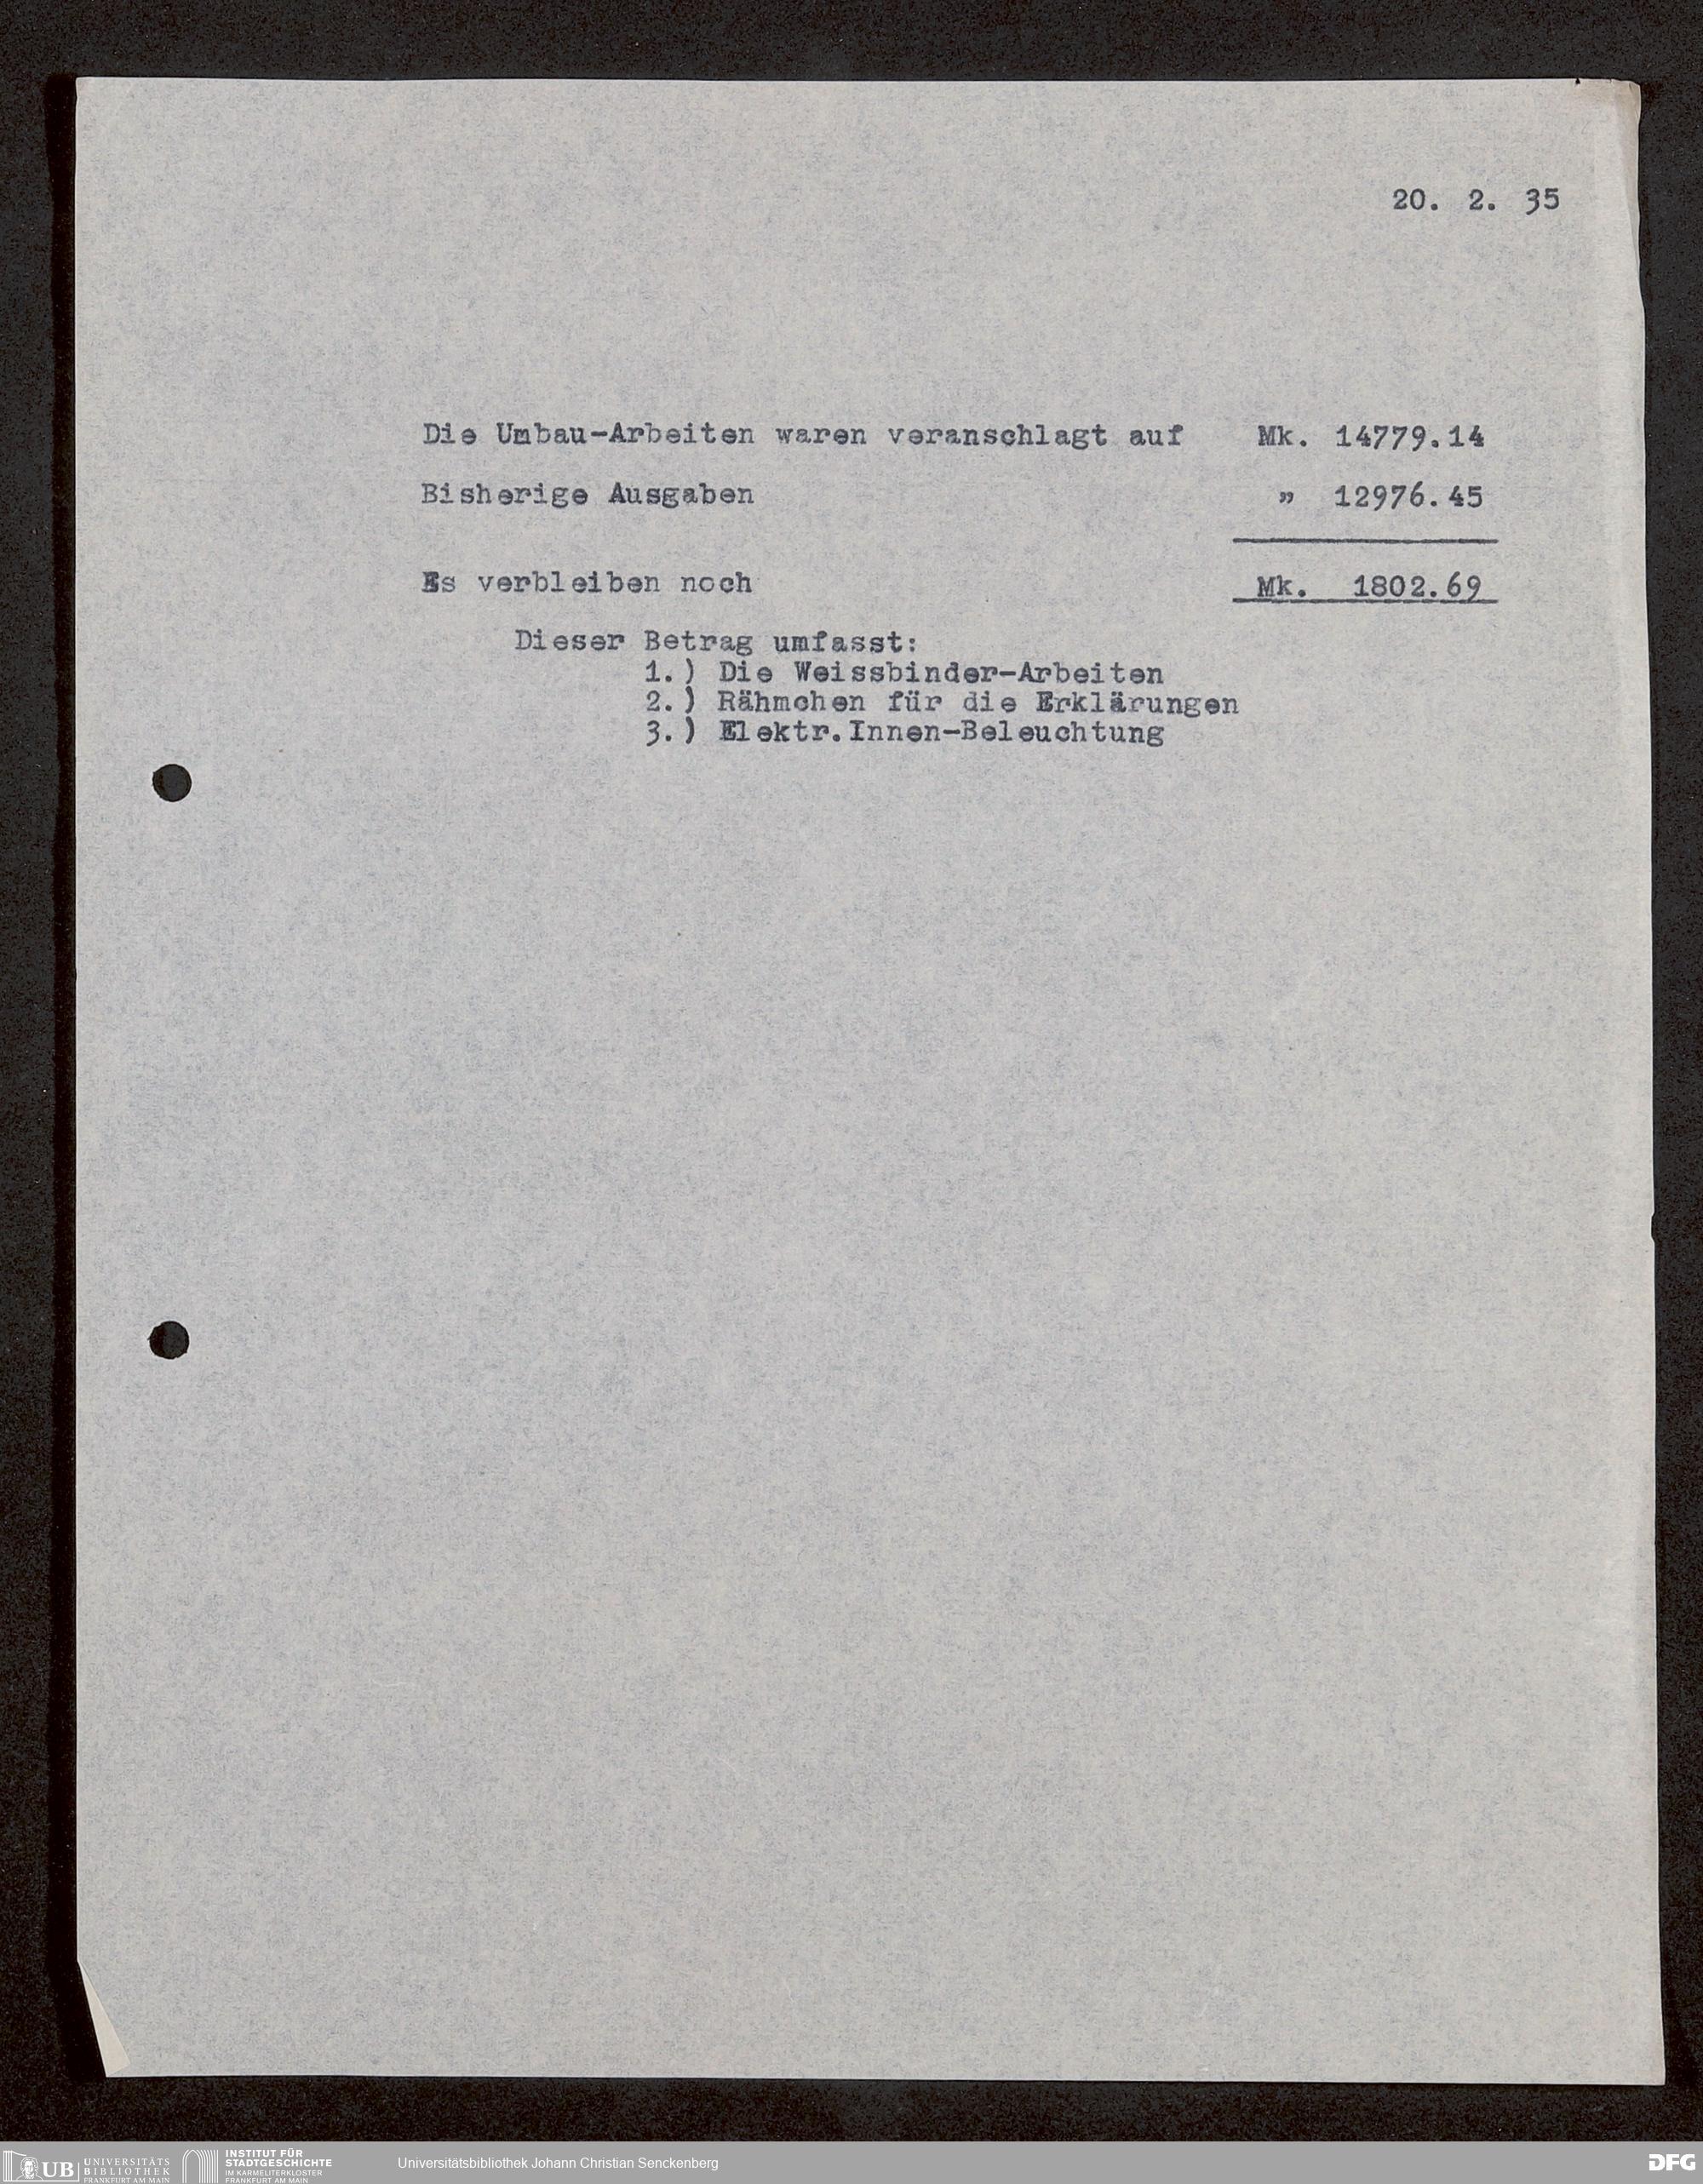 20. 2. 35
Die Umbau-Arbeiten waren veranschlagt auf Mk. 14779.14
Bisherige Ausgaben " 12976.45
Es verbleiben noch Mk. 1802.69
Dieser Betrag umfasst:
1.) Die Weissbinder-Arbeiten
2.) Rähmchen für die Erklärungen
3.) Elektr.Innen-Beleuchtung
UB UNIVERSITÄTS
BIBLIOTHEK
FRANKFURT AM MAIN
INSTITUT FÜR
STADTGESCHICHTE
IM KARMELITERKLOSTER
FRANKFURT AM MAIN
Universitätsbibliothek Johann Christian Senckenberg
DFG